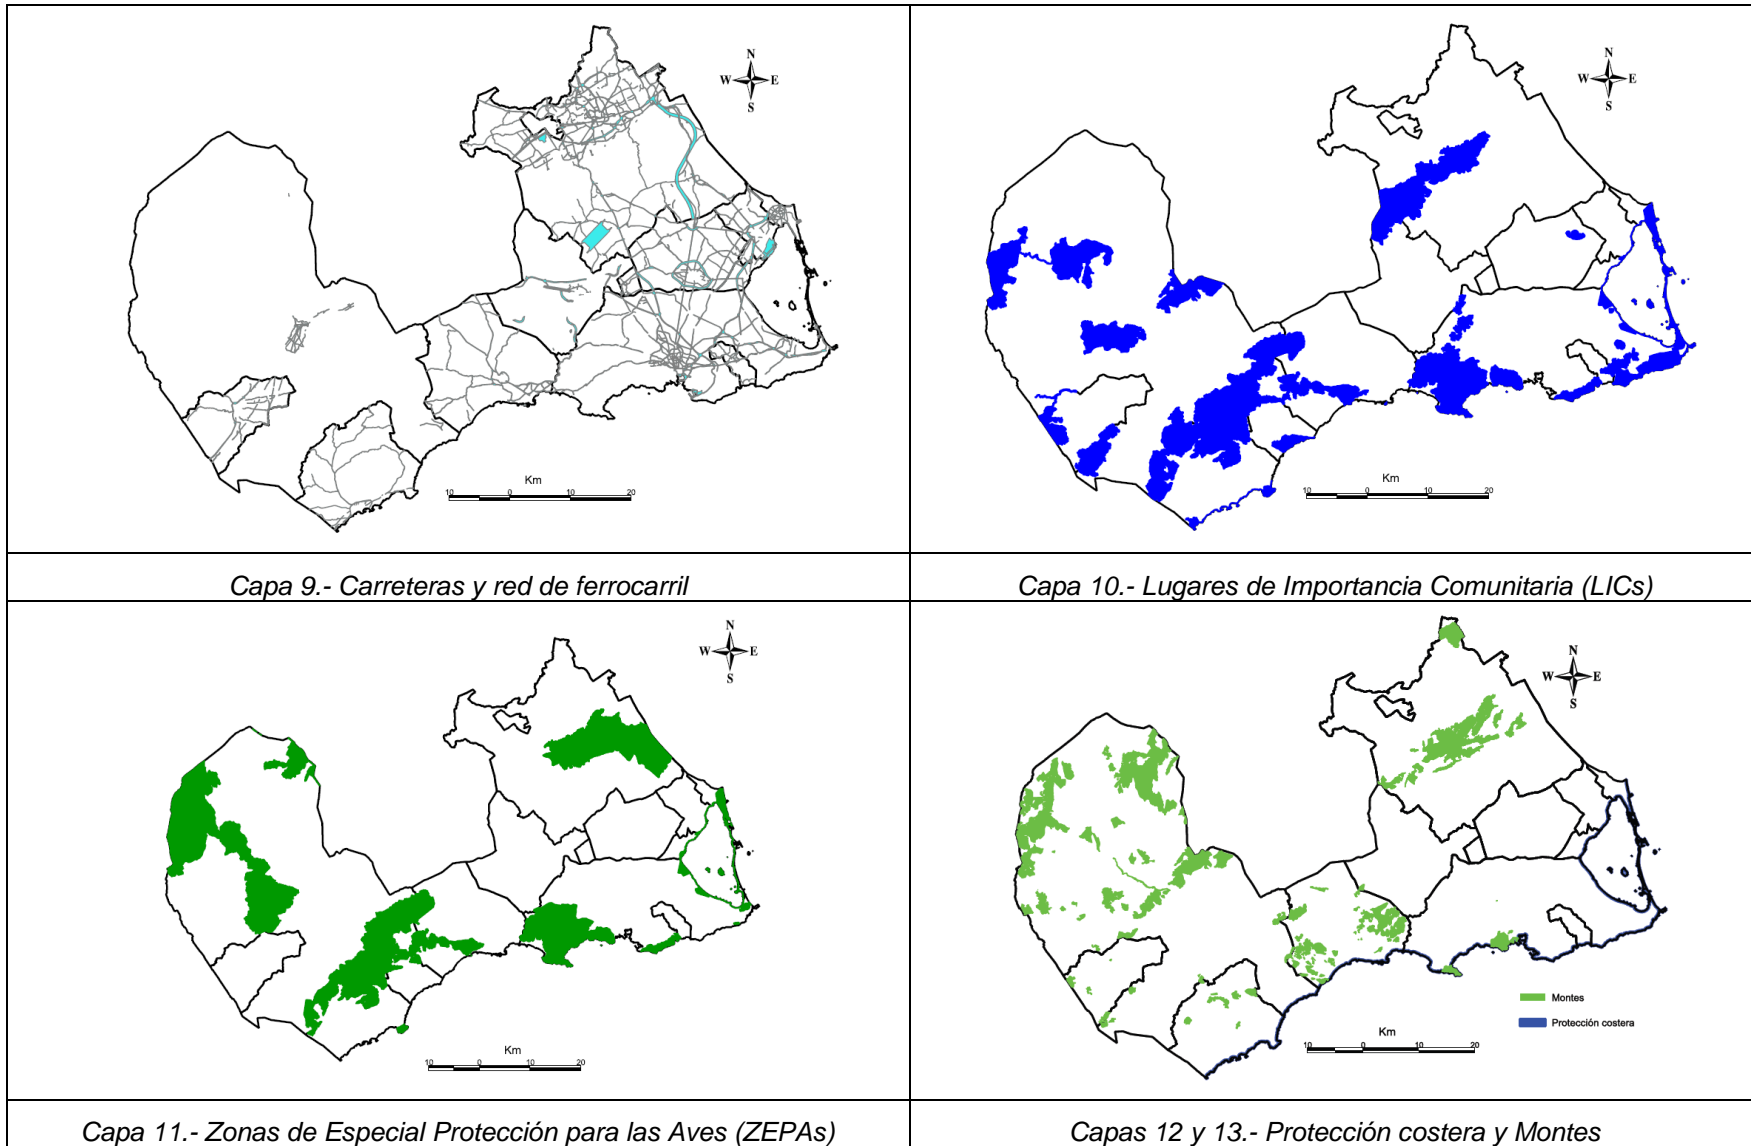 N
W E
S
Km
10 0 10 20
N
W E
S
Km
10 0 10 20
Capa 9.- Carreteras y red de ferrocarril
Capa 10.- Lugares de Importancia Comunitaria (LICs)
N
W E
S
Km
10 0 10 20
N
W E
S
Montes
Protección costera
Km
10 0 10 20
Capa 11.- Zonas de Especial Protección para las Aves (ZEPAs)
Capas 12 y 13.- Protección costera y Montes